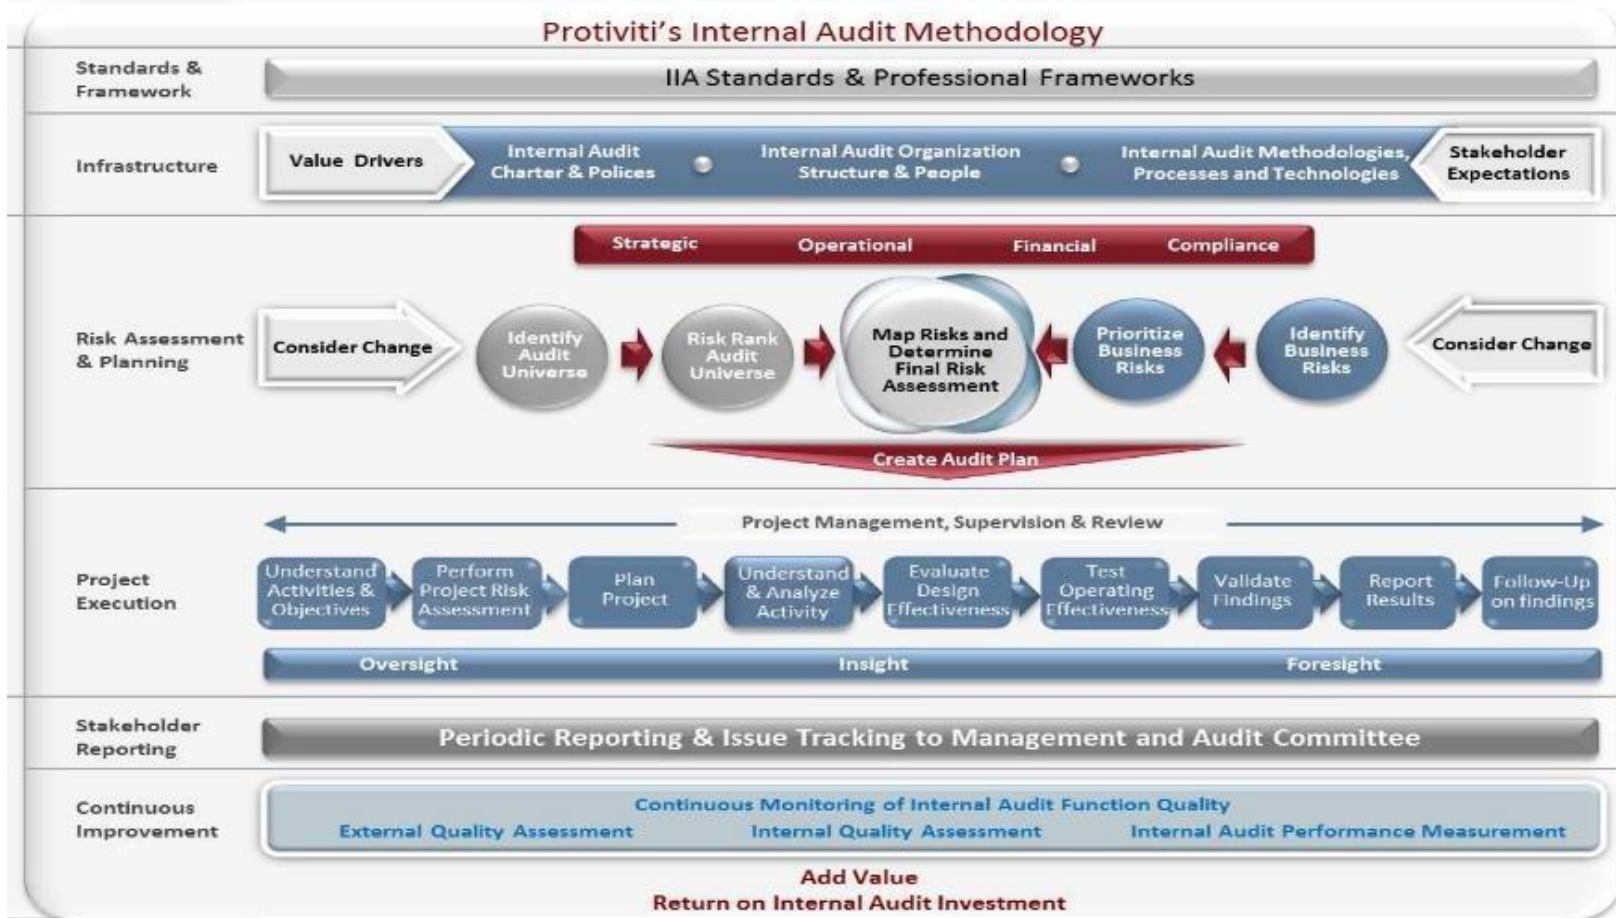 Protiviti's Internal Audit Methodology
Standards &
Framework
IIA Standards & Professional Frameworks
Infrastructure
Value Drivers
Internal Audit
Charter & Polices
Internal Audit Organization
Structure & People
Internal Audit Methodologies,
Processes and Technologies
Stakeholder
Expectations
Strategic
Operational
Financial
Compliance
Risk Assessment
& Planning
Consider Change
Identify
Audit
Universe
Risk Rank
Audit
Universe
Map Risks and
Determine
Final Risk
Assessment
Prioritize
Business
Risks
Identify
Business
Risks
Consider Change
Create Audit Plan
Project Management, Supervision & Review
Project
Execution
Understand
Activities &
Objectives
Perform
Project Risk
Assessment
Plan
Project
Understand
& Analyze
Activity
Evaluate
Design
Effectiveness
Test
Operating
Effectiveness
Validate
Findings
Report
Results
Follow-Up
on findings
Oversight
Insight
Foresight
Stakeholder
Reporting
Periodic Reporting & Issue Tracking to Management and Audit Committee
Continuous
Improvement
Continuous Monitoring of Internal Audit Function Quality
External Quality Assessment
Internal Quality Assessment
Internal Audit Performance Measurement
Add Value
Return on Internal Audit Investment